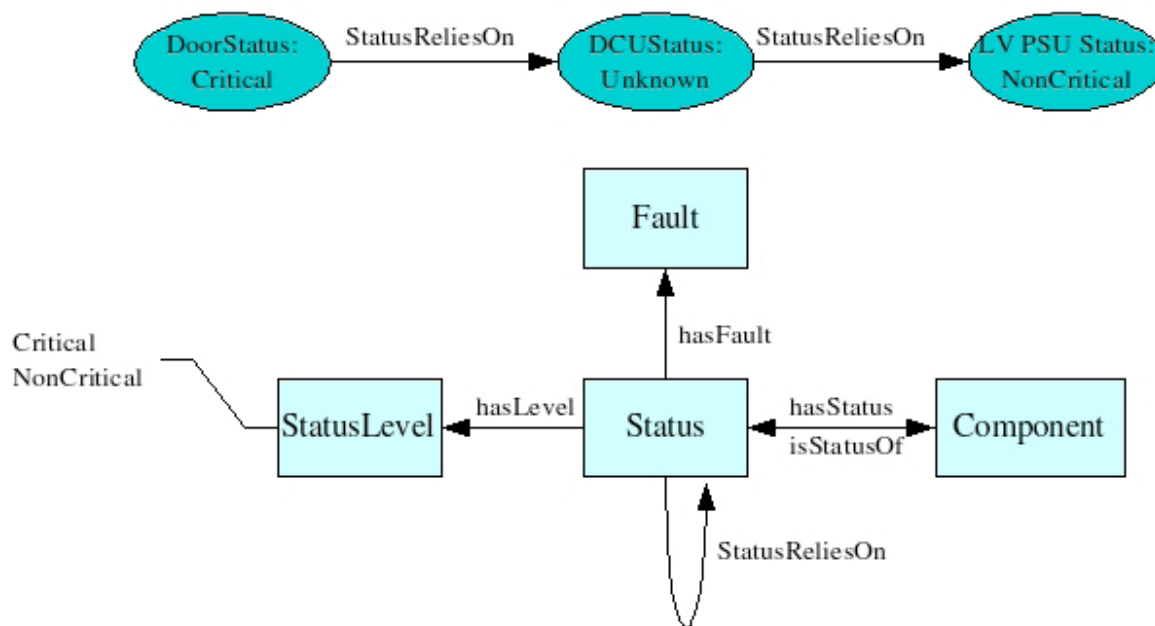 DoorStatus:
Critical
StatusReliesOn
DCUStatus:
Unknown
StatusReliesOn
LV PSU Status:
NonCritical
Fault
hasFault
Critical
NonCritical
StatusLevel
hasLevel
Status
hasStatus
isStatusOf
Component
StatusReliesOn